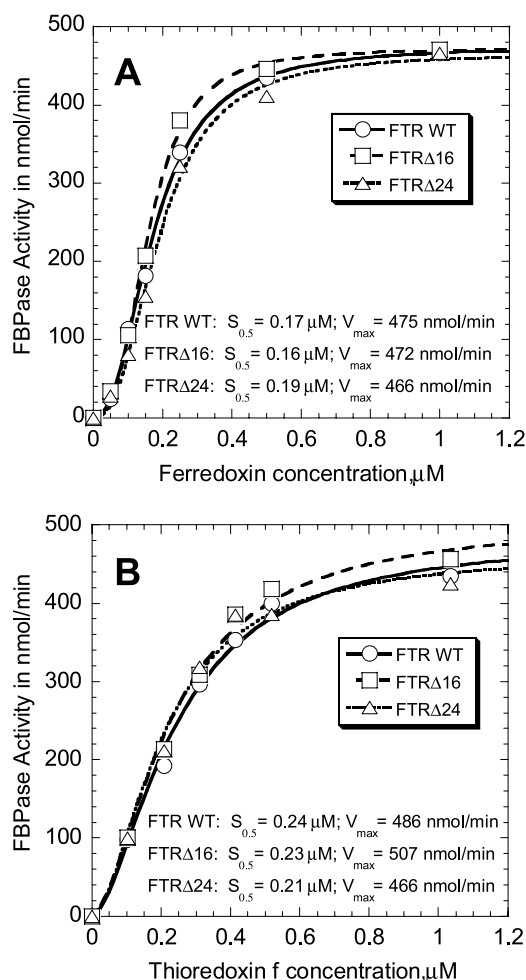 500
A
400
FTR WT
FTRΔ16
FTRΔ24
300
FBPase Activity in nmol/min
200
FTR WT: S0.5 = 0.17 μM; Vmax = 475 nmol/min
100
FTRΔ16: S0.5 = 0.16 μM; Vmax = 472 nmol/min
FTRΔ24: S0.5 = 0.19 μM; Vmax = 466 nmol/min
0
0 0.2 0.4 0.6 0.8 1 1.2
Ferredoxin concentration,μM
500
B
400
FTR WT
FTRΔ16
FTRΔ24
300
FBPase Activity in nmol/min
200
FTR WT: S0.5 = 0.24 μM; Vmax = 486 nmol/min
100
FTRΔ16: S0.5 = 0.23 μM; Vmax = 507 nmol/min
FTRΔ24: S0.5 = 0.21 μM; Vmax = 466 nmol/min
0
0 0.2 0.4 0.6 0.8 1 1.2
Thioredoxin f concentration,μM